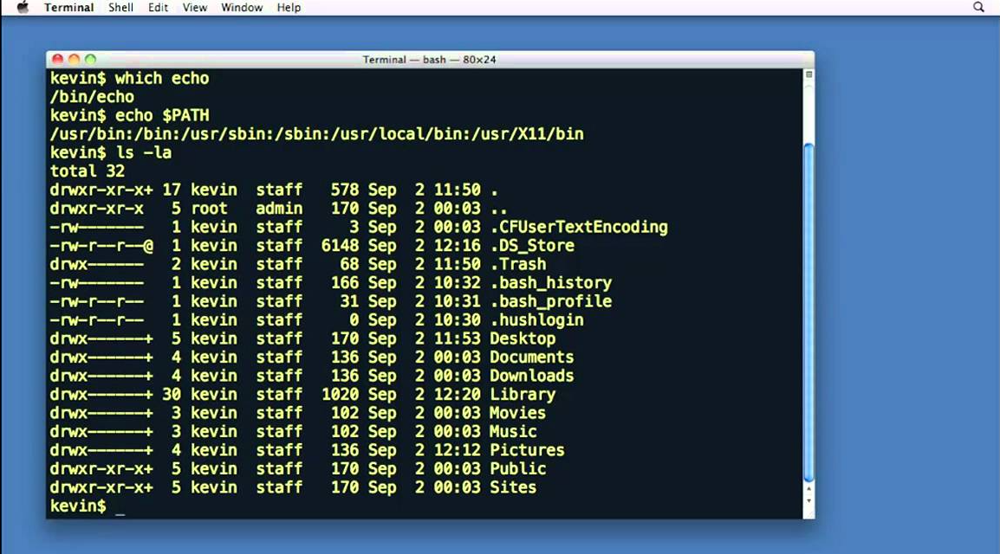 Terminal Shell Edit View Window Help
Terminal — bash — 80×24
kevin$ which echo
/bin/echo
kevin$ echo $PATH
/usr/bin:/bin:/usr/sbin:/sbin:/usr/local/bin:/usr/X11/bin
kevin$ ls -la
total 32
drwxr-xr-x+ 17 kevin  staff   578 Sep  2 11:50 .
drwxr-xr-x   5 root   admin   170 Sep  2 00:03 ..
-rw-------   1 kevin  staff     3 Sep  2 00:03 .CFUserTextEncoding
-rw-r--r--@  1 kevin  staff  6148 Sep  2 12:16 .DS_Store
drwx------   2 kevin  staff    68 Sep  2 11:50 .Trash
-rw-------   1 kevin  staff   166 Sep  2 10:32 .bash_history
-rw-r--r--   1 kevin  staff    31 Sep  2 10:31 .bash_profile
-rw-r--r--   1 kevin  staff     0 Sep  2 10:30 .hushlogin
drwx------+  5 kevin  staff   170 Sep  2 11:53 Desktop
drwx------+  4 kevin  staff   136 Sep  2 00:03 Documents
drwx------+  4 kevin  staff   136 Sep  2 00:03 Downloads
drwx------+ 30 kevin  staff  1020 Sep  2 12:20 Library
drwx------+  3 kevin  staff   102 Sep  2 00:03 Movies
drwx------+  3 kevin  staff   102 Sep  2 00:03 Music
drwx------+  4 kevin  staff   136 Sep  2 12:12 Pictures
drwxr-xr-x+  5 kevin  staff   170 Sep  2 00:03 Public
drwxr-xr-x+  5 kevin  staff   170 Sep  2 00:03 Sites
kevin$ _